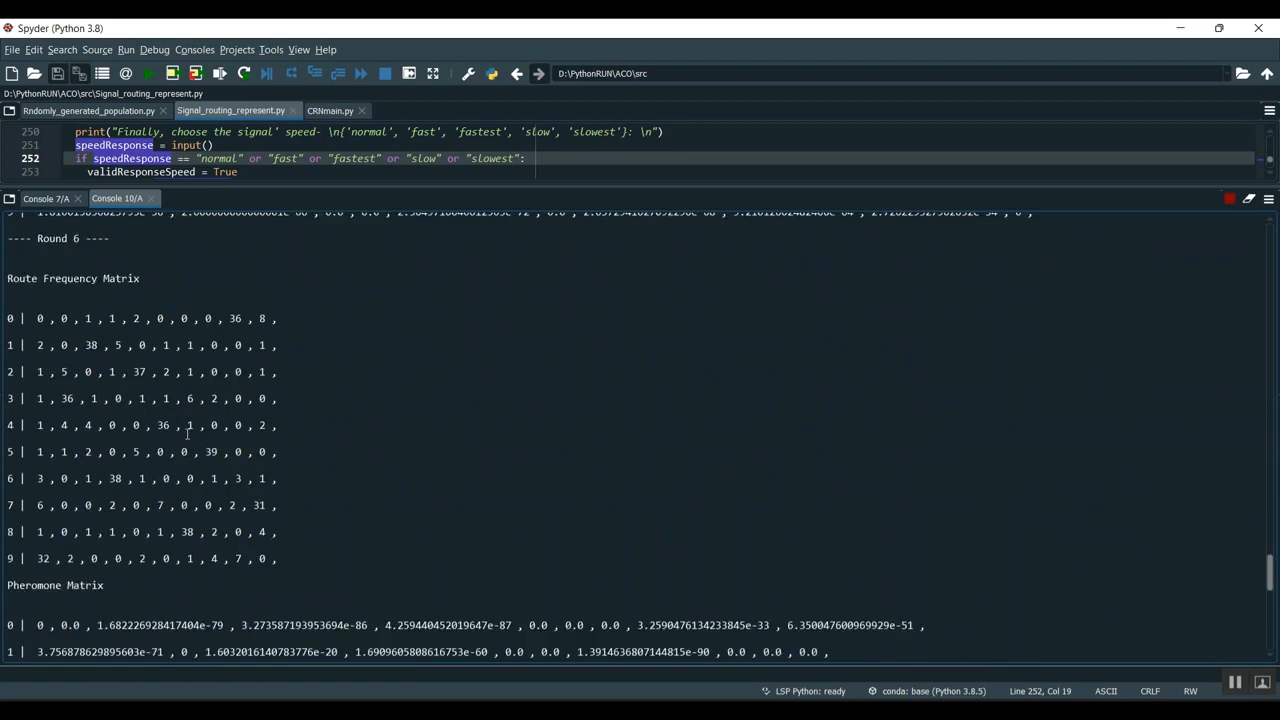 Spyder (Python 3.8)
File Edit Search Source Run Debug Consoles Projects Tools View Help
D:\PythonRUN\ACO\src
D:\PythonRUN\ACO\src\Signal_routing_represent.py
Rndomly_generated_population.py Signal_routing_represent.py CRNmain.py
250 print("Finally, choose the signal' speed- \n{'normal', 'fast', 'fastest', 'slow', 'slowest'}: \n")
251 speedResponse = input()
252 if speedResponse == "normal" or "fast" or "fastest" or "slow" or "slowest":
253 validResponseSpeed = True
Console 7/A Console 10/A
---- Round 6 ----
Route Frequency Matrix
0 | 0 , 0 , 1 , 1 , 2 , 0 , 0 , 0 , 36 , 8 ,
1 | 2 , 0 , 38 , 5 , 0 , 1 , 1 , 0 , 0 , 1 ,
2 | 1 , 5 , 0 , 1 , 37 , 2 , 1 , 0 , 0 , 1 ,
3 | 1 , 36 , 1 , 0 , 1 , 1 , 6 , 2 , 0 , 0 ,
4 | 1 , 4 , 4 , 0 , 0 , 36 , 1 , 0 , 0 , 2 ,
5 | 1 , 1 , 2 , 0 , 5 , 0 , 0 , 39 , 0 , 0 ,
6 | 3 , 0 , 1 , 38 , 1 , 0 , 0 , 1 , 3 , 1 ,
7 | 6 , 0 , 0 , 2 , 0 , 7 , 0 , 0 , 2 , 31 ,
8 | 1 , 0 , 1 , 1 , 0 , 1 , 38 , 2 , 0 , 4 ,
9 | 32 , 2 , 0 , 0 , 2 , 0 , 1 , 4 , 7 , 0 ,
Pheromone Matrix
0 | 0 , 0.0 , 1.682226928417404e-79 , 3.273587193953694e-86 , 4.259440452019647e-87 , 0.0 , 0.0 , 0.0 , 3.2590476134233845e-33 , 6.350047600969929e-51 ,
1 | 3.756878629895603e-71 , 0 , 1.6032016140783776e-20 , 1.6909605808616753e-60 , 0.0 , 0.0 , 1.3914636807144815e-90 , 0.0 , 0.0 , 0.0 ,
LSP Python: ready conda: base (Python 3.8.5) Line 252, Col 19 ASCII CRLF RW